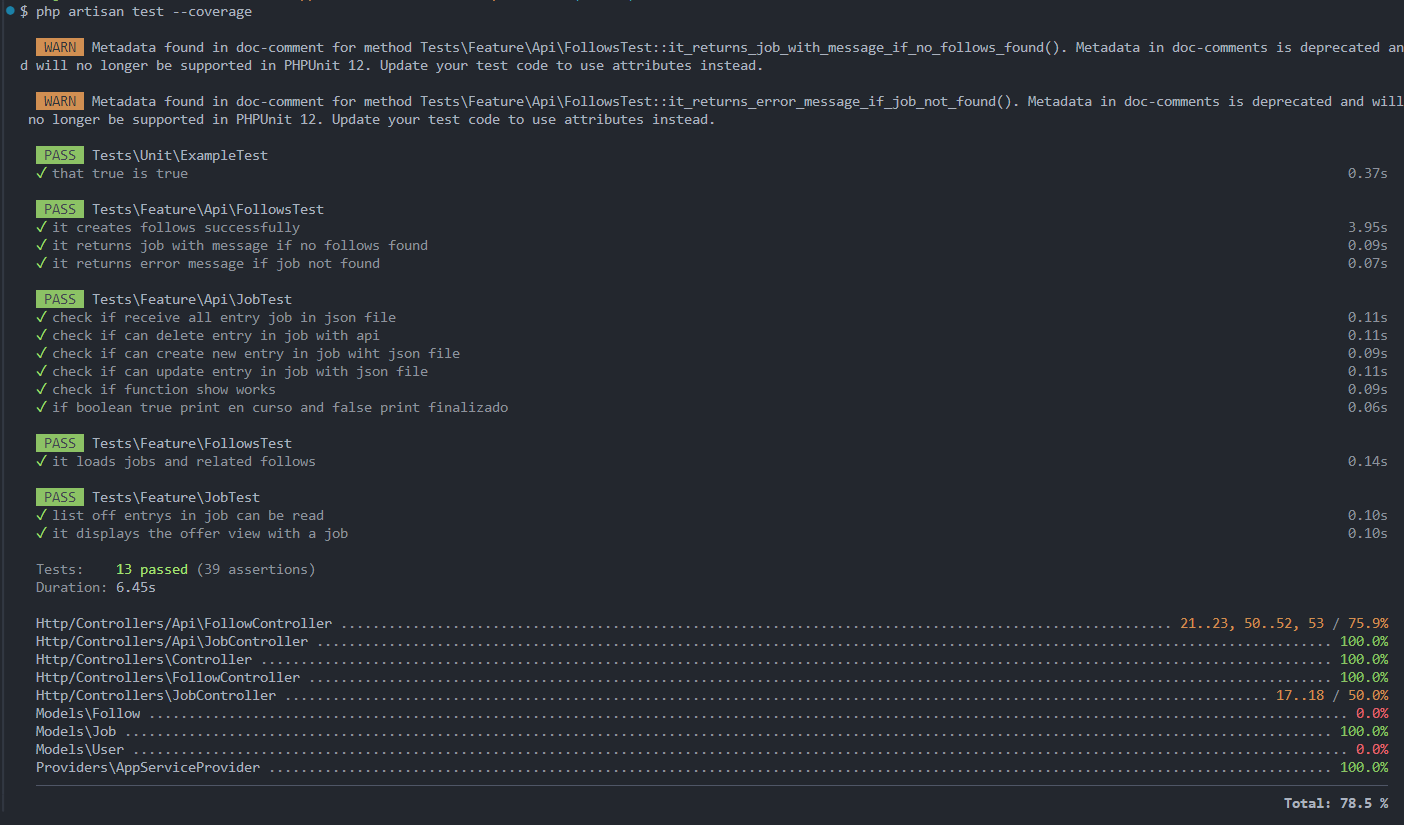 $ php artisan test --coverage
WARN Metadata found in doc-comment for method Tests\Feature\Api\FollowsTest::it_returns_job_with_message_if_no_follows_found(). Metadata in doc-comments is deprecated an
d will no longer be supported in PHPUnit 12. Update your test code to use attributes instead.
WARN Metadata found in doc-comment for method Tests\Feature\Api\FollowsTest::it_returns_error_message_if_job_not_found(). Metadata in doc-comments is deprecated and will
no longer be supported in PHPUnit 12. Update your test code to use attributes instead.
PASS Tests\Unit\ExampleTest
✓ that true is true 0.37s
PASS Tests\Feature\Api\FollowsTest
✓ it creates follows successfully 3.95s
✓ it returns job with message if no follows found 0.09s
✓ it returns error message if job not found 0.07s
PASS Tests\Feature\Api\JobTest
✓ check if receive all entry job in json file 0.11s
✓ check if can delete entry in job with api 0.11s
✓ check if can create new entry in job wiht json file 0.09s
✓ check if can update entry in job with json file 0.11s
✓ check if function show works 0.09s
✓ if boolean true print en curso and false print finalizado 0.06s
PASS Tests\Feature\FollowsTest
✓ it loads jobs and related follows 0.14s
PASS Tests\Feature\JobTest
✓ list off entrys in job can be read 0.10s
✓ it displays the offer view with a job 0.10s
Tests: 13 passed (39 assertions)
Duration: 6.45s
Http/Controllers/Api\FollowController ........ 21..23, 50..52, 53 / 75.9%
Http/Controllers/Api\JobController ........ 100.0%
Http/Controllers\Controller ........ 100.0%
Http/Controllers\FollowController ........ 100.0%
Http/Controllers\JobController ........ 17..18 / 50.0%
Models\Follow ........ 0.0%
Models\Job ........ 100.0%
Models\User ........ 0.0%
Providers\AppServiceProvider ........ 100.0%
Total: 78.5 %